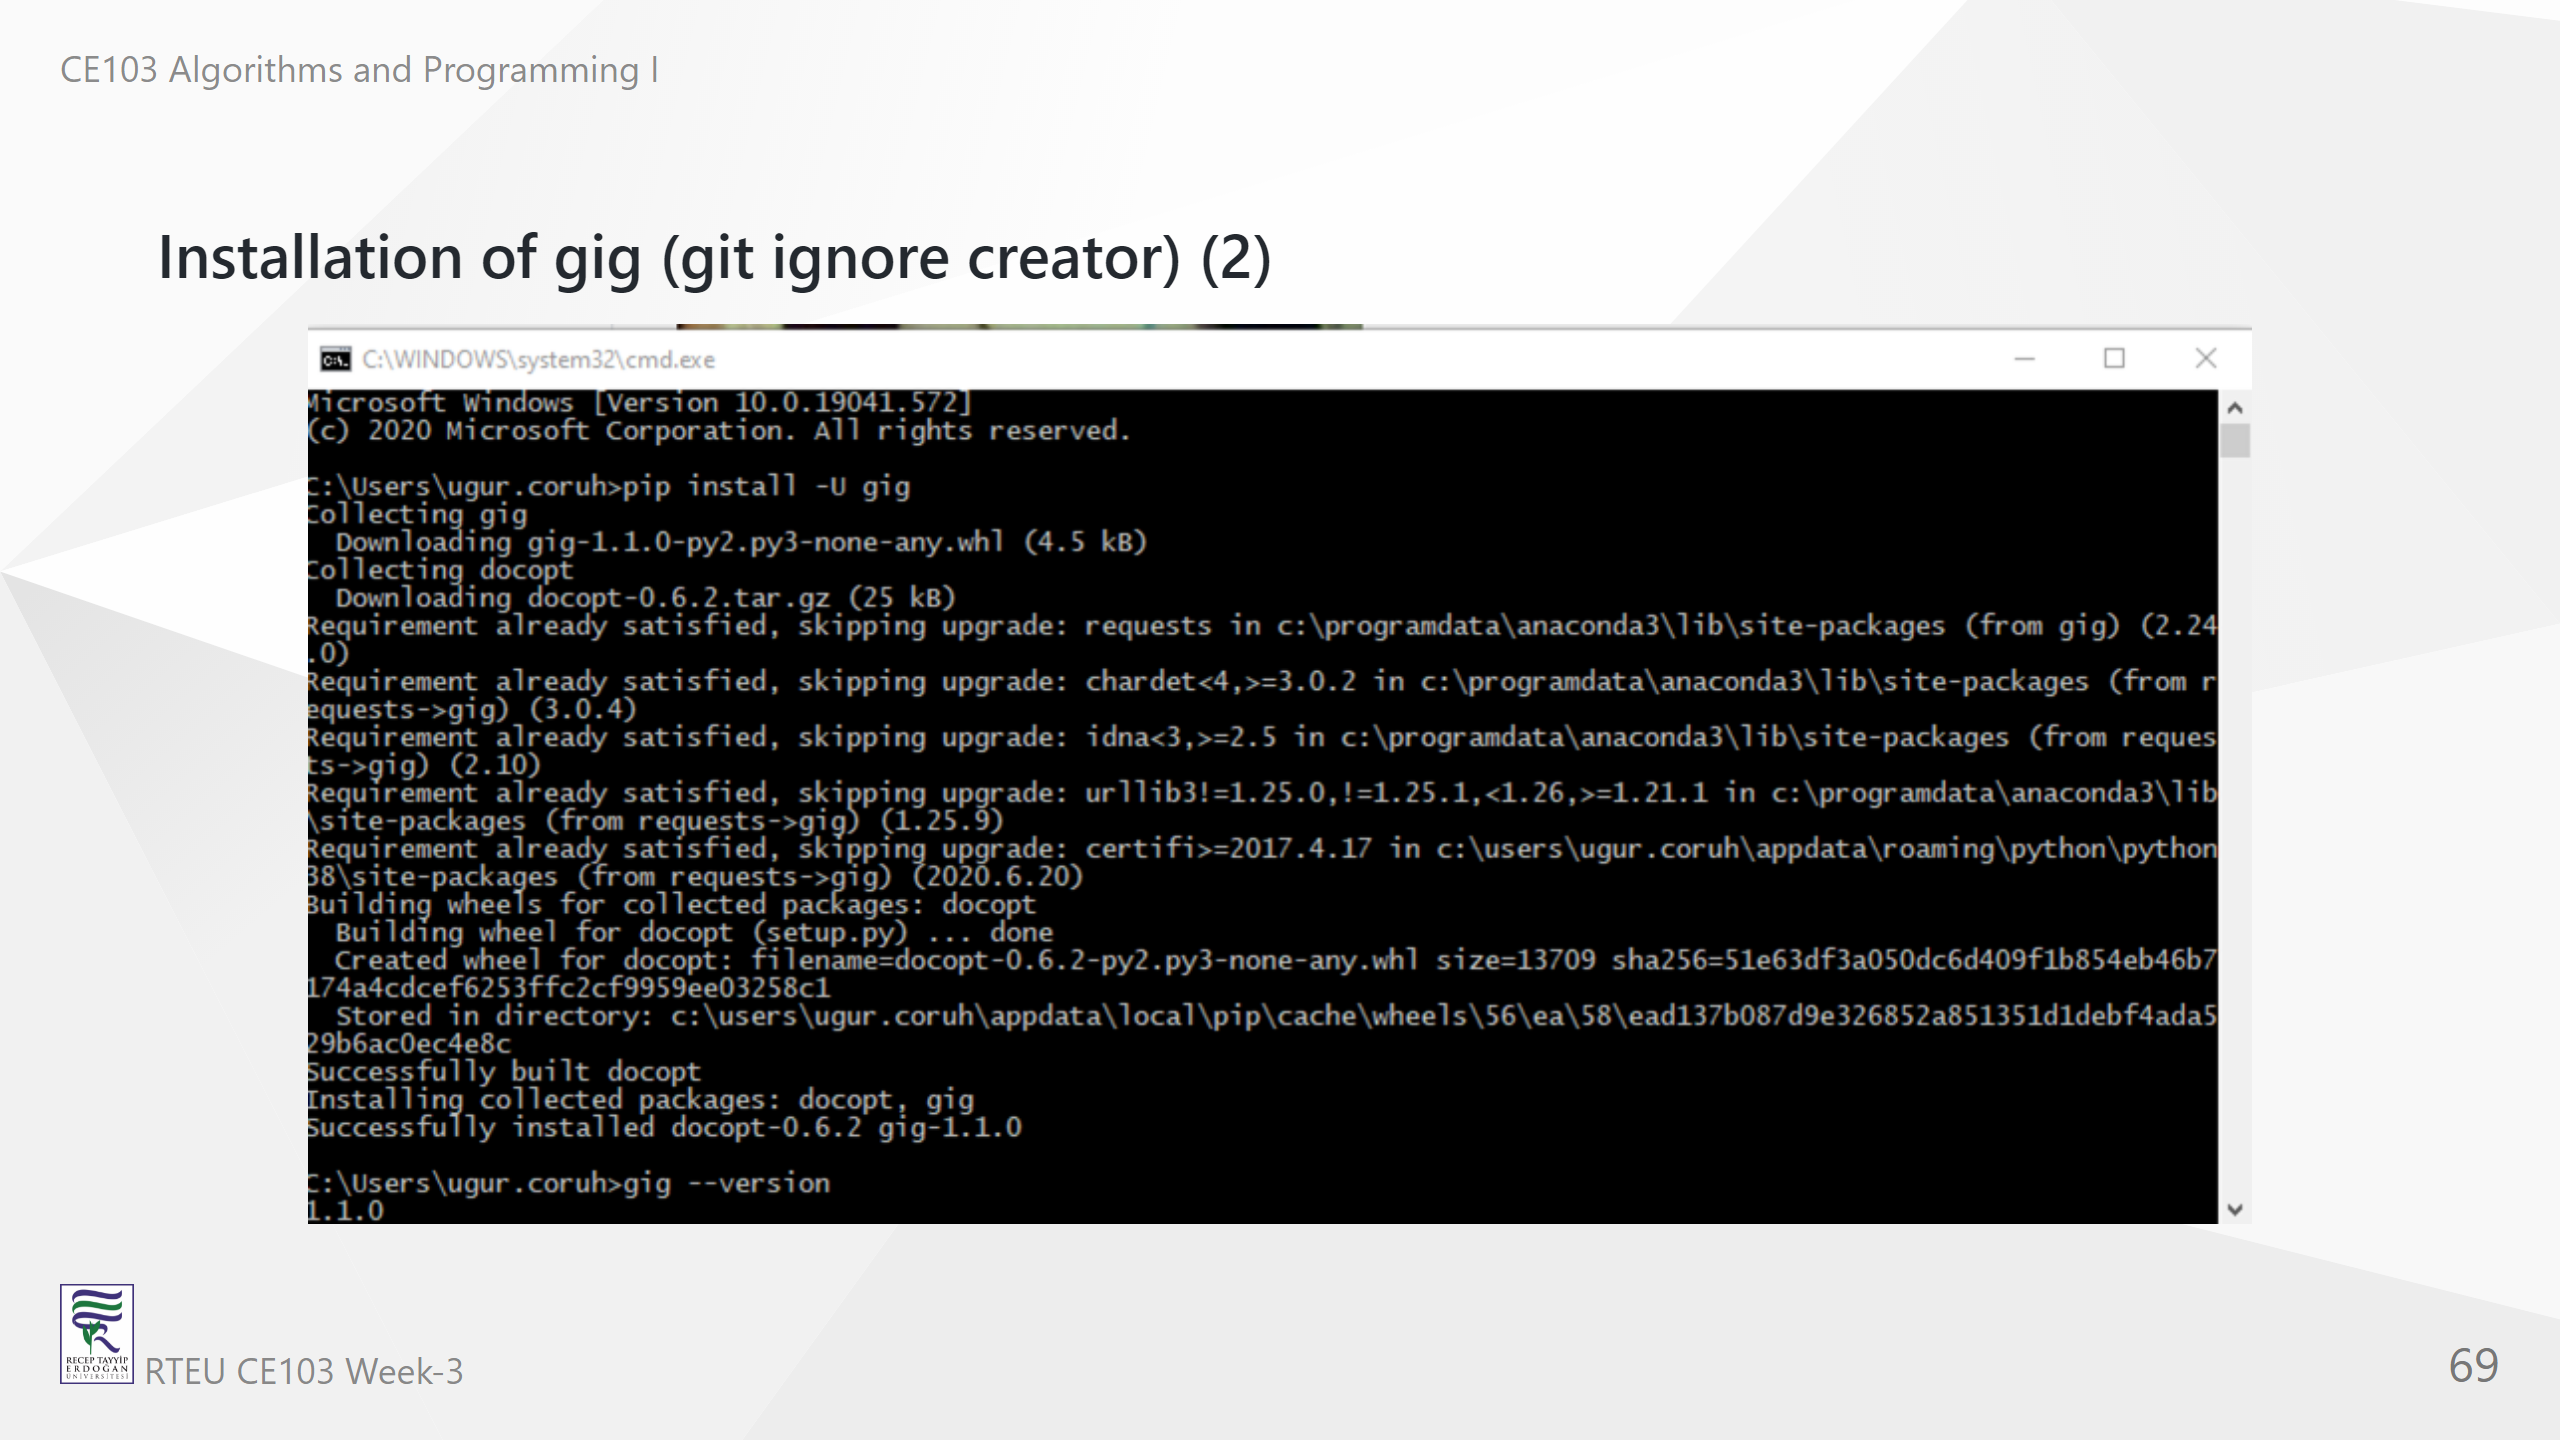 CE103 Algorithms and Programming I
Installation of gig (git ignore creator) (2)
C:\WINDOWS\system32\cmd.exe
Microsoft Windows [Version 10.0.19041.572]
(c) 2020 Microsoft Corporation. All rights reserved.
C:\Users\ugur.coruh>pip install -U gig
Collecting gig
Downloading gig-1.1.0-py2.py3-none-any.whl (4.5 kB)
Collecting docopt
Downloading docopt-0.6.2.tar.gz (25 kB)
Requirement already satisfied, skipping upgrade: requests in c:\programdata\anaconda3\lib\site-packages (from gig) (2.24
.0)
Requirement already satisfied, skipping upgrade: chardet<4,>=3.0.2 in c:\programdata\anaconda3\lib\site-packages (from r
equests->gig) (3.0.4)
Requirement already satisfied, skipping upgrade: idna<3,>=2.5 in c:\programdata\anaconda3\lib\site-packages (from reques
ts->gig) (2.10)
Requirement already satisfied, skipping upgrade: urllib3!=1.25.0,!=1.25.1,<1.26,>=1.21.1 in c:\programdata\anaconda3\lib
\site-packages (from requests->gig) (1.25.9)
Requirement already satisfied, skipping upgrade: certifi>=2017.4.17 in c:\users\ugur.coruh\appdata\roaming\python\python
38\site-packages (from requests->gig) (2020.6.20)
Building wheels for collected packages: docopt
Building wheel for docopt (setup.py) ... done
Created wheel for docopt: filename=docopt-0.6.2-py2.py3-none-any.whl size=13709 sha256=51e63df3a050dc6d409f1b854eb46b7
174a4cdcef6253ffc2cf9959ee03258c1
Stored in directory: c:\users\ugur.coruh\appdata\local\pip\cache\wheels\56\ea\58\ead137b087d9e326852a851351d1debf4ada5
29b6ac0ec4e8c
Successfully built docopt
Installing collected packages: docopt, gig
Successfully installed docopt-0.6.2 gig-1.1.0
C:\Users\ugur.coruh>gig --version
1.1.0
RECEP TAYYİP
ERDOĞAN
ÜNİVERSİTESİ
RTEU CE103 Week-3
69